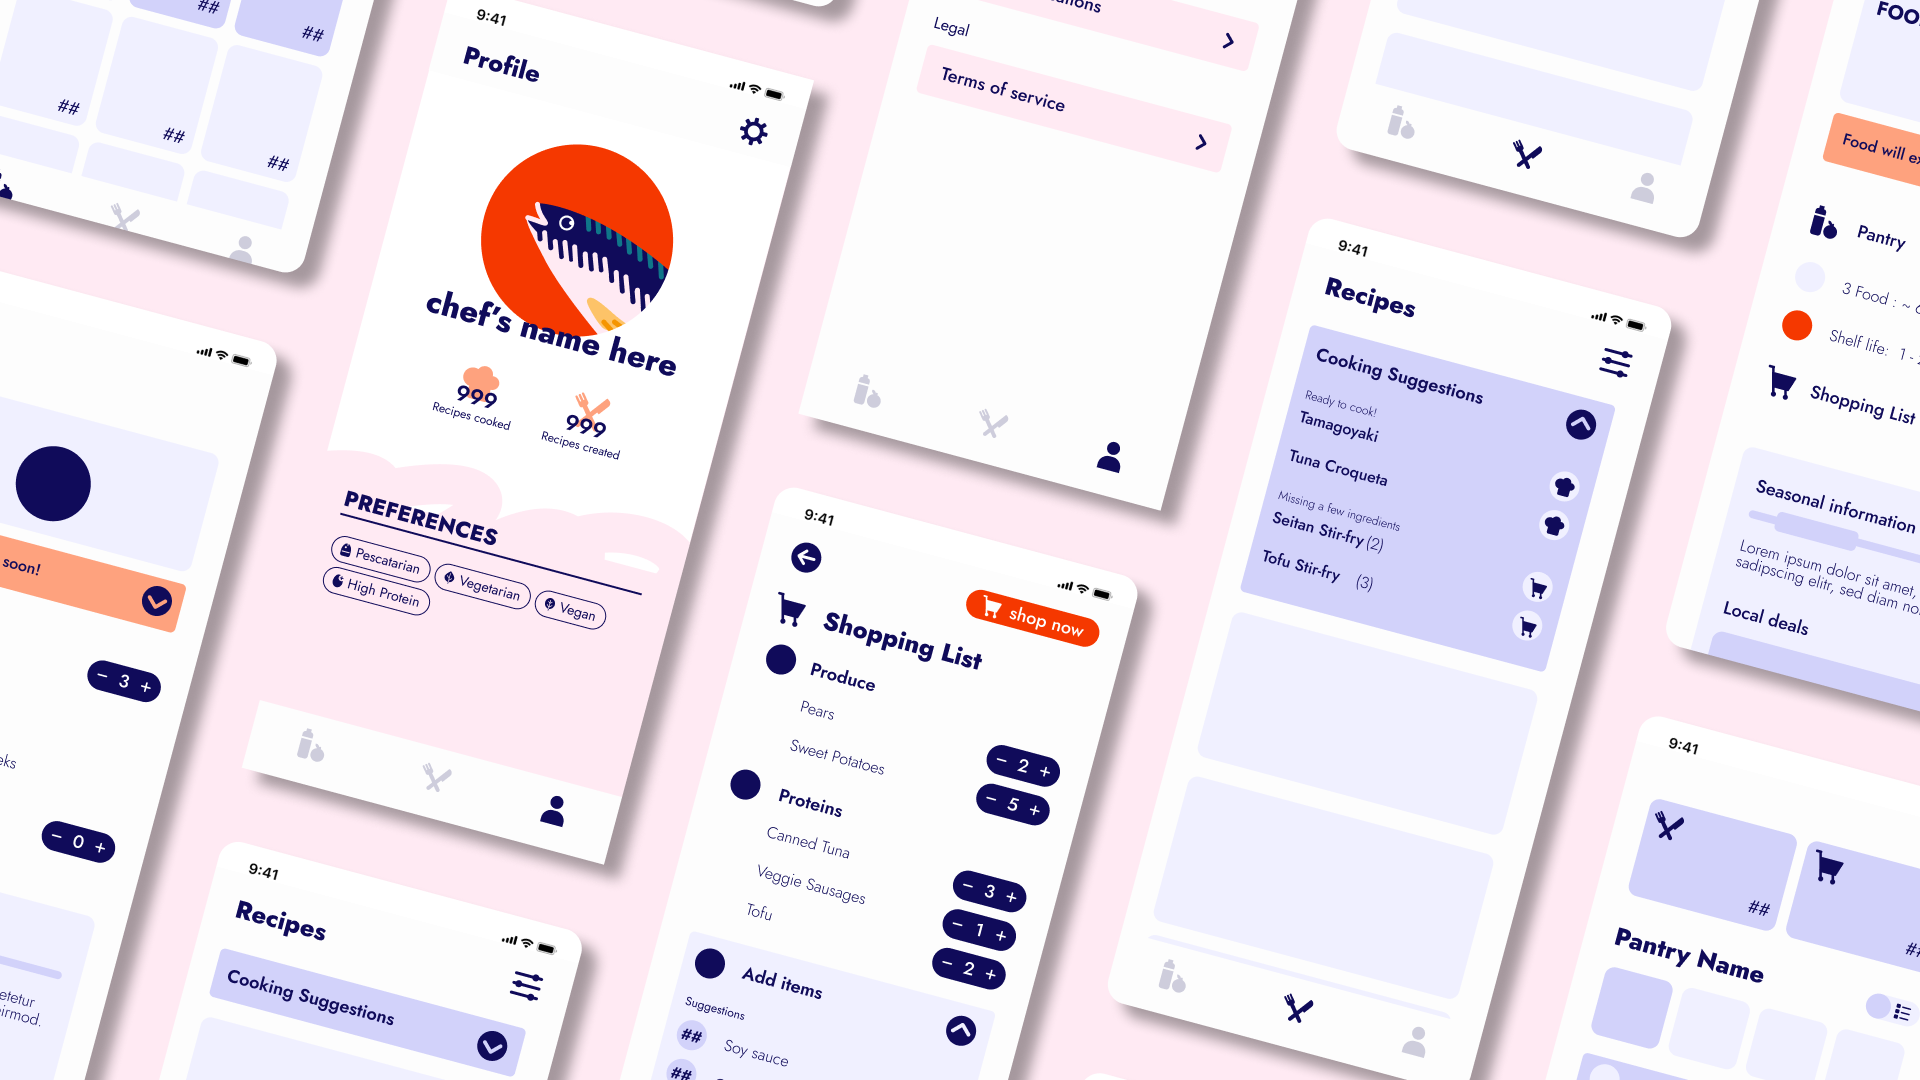 ##
##
##
##
##
9:41
Profile
chef's name here
999
Recipes cooked
999
Recipes created
PREFERENCES
Pescatarian
Vegetarian
Vegan
High Protein
Legal
Terms of service
soon!
- 3 +
- 0 +
9:41
Recipes
Cooking Suggestions
9:41
shop now
Shopping List
Produce
Pears
- 2 +
Sweet Potatoes
- 5 +
Proteins
Canned Tuna
- 3 +
Veggie Sausages
- 1 +
Tofu
- 2 +
Add items
Suggestions
## Soy sauce
##
9:41
Recipes
Cooking Suggestions
Ready to cook!
Tamagoyaki
Tuna Croqueta
Missing a few ingredients
Seitan Stir-fry (2)
Tofu Stir-fry (3)
Food will
Pantry
3 Food : ~
Shelf life: 1 -
Shopping List
Seasonal information
Lorem ipsum dolor sit amet,
sadipscing elitr, sed diam
Local deals
9:41
##
Pantry Name